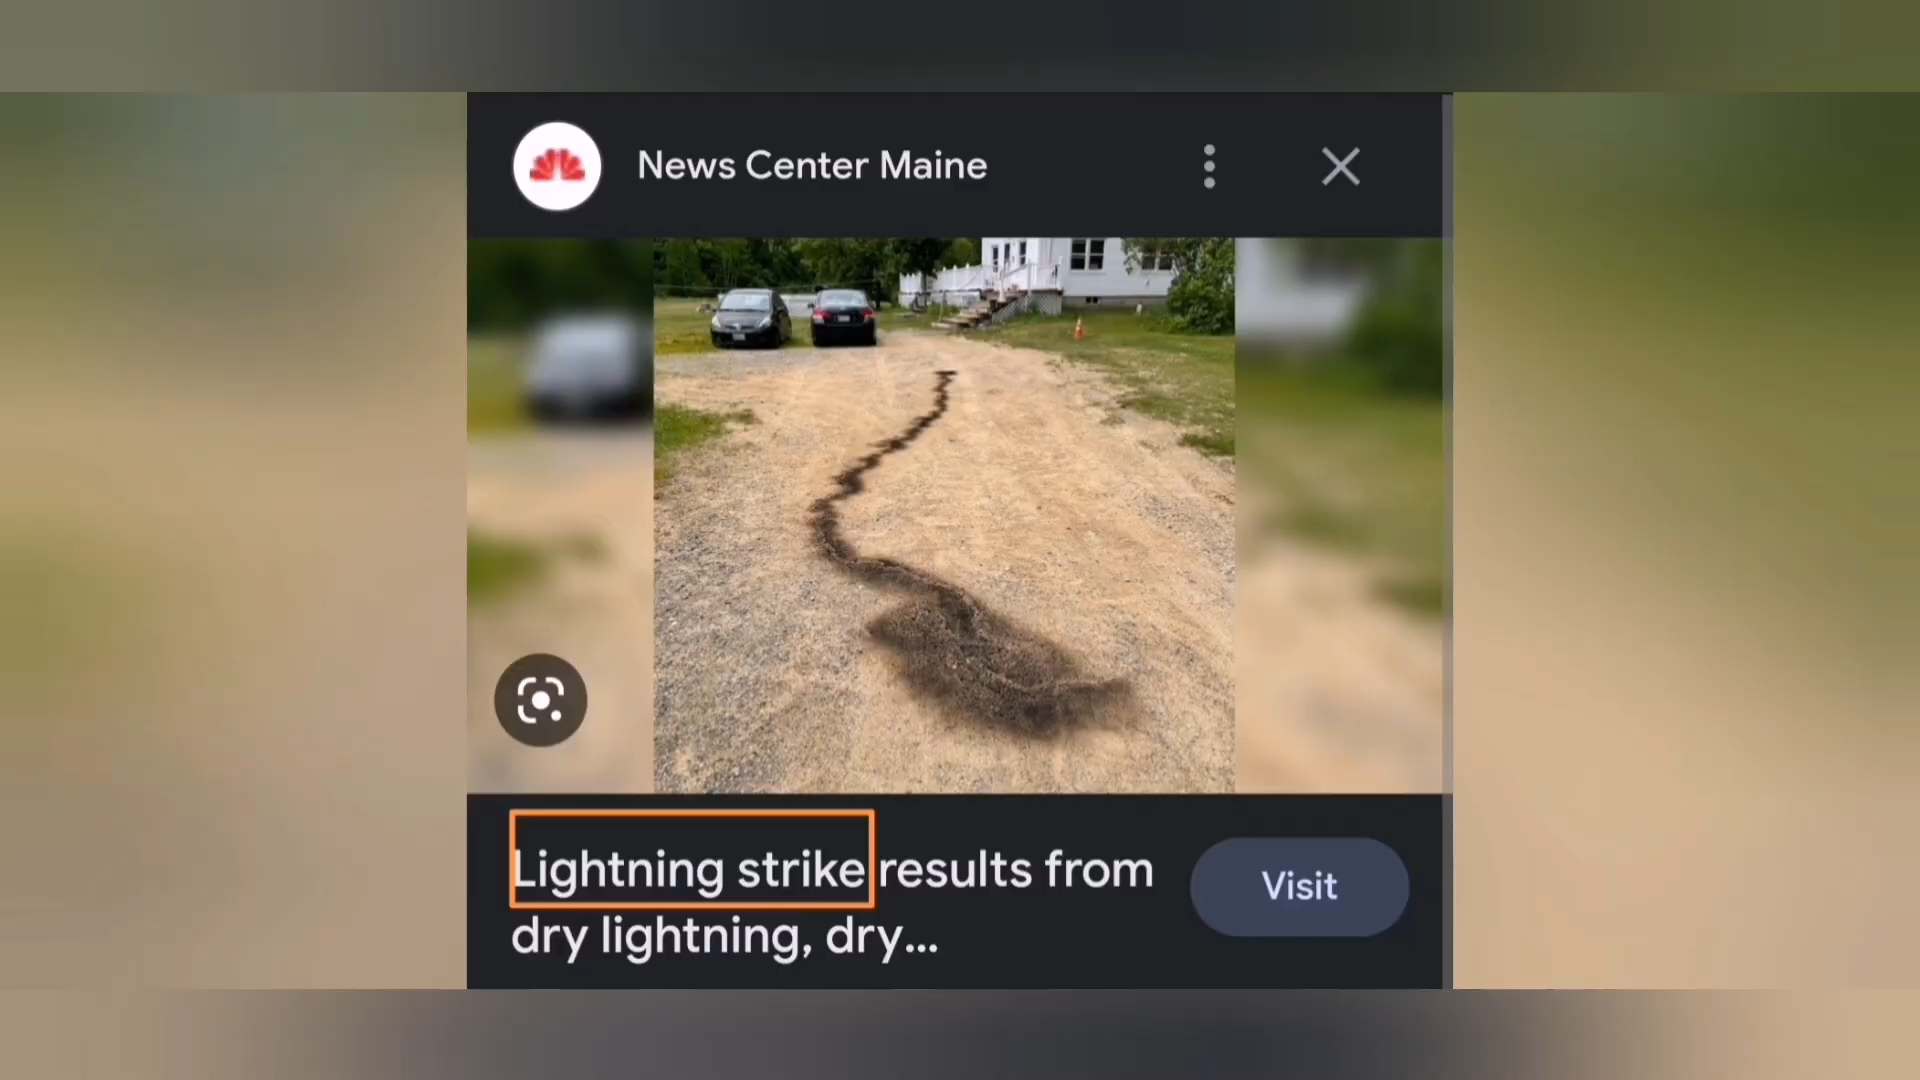 News Center Maine
Lightning strike results from
dry lightning, dry...
Visit